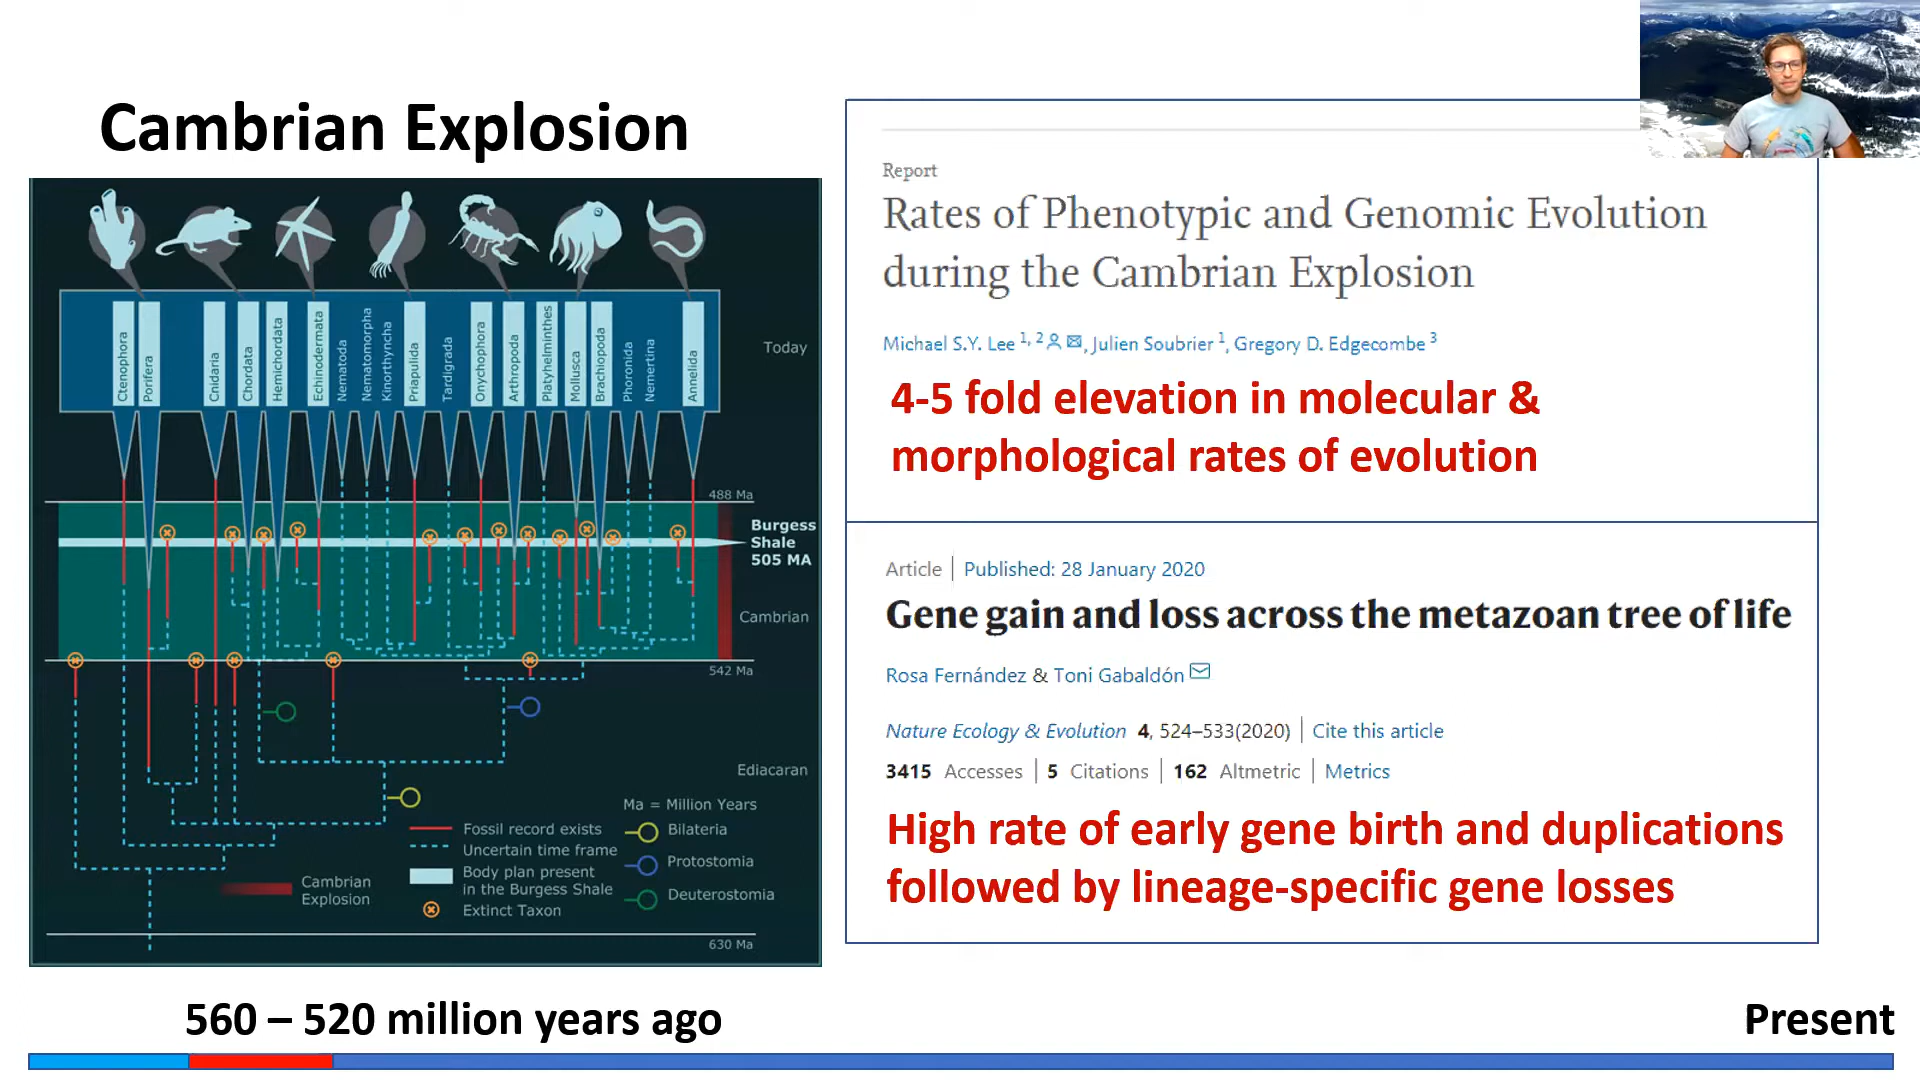 Cambrian Explosion
Ctenophora
Porifera
Cnidaria
Chordata
Hemichordata
Echinodermata
Nematoda
Nematomorpha
Kinorhyncha
Priapulida
Tardigrada
Onychophora
Arthropoda
Platyhelminthes
Mollusca
Brachiopoda
Phoronida
Nemertina
Annelida
Today
488 Ma
Burgess
Shale
505 MA
Cambrian
542 Ma
Ediacaran
Ma = Million Years
Fossil record exists
Uncertain time frame
Body plan present
in the Burgess Shale
Extinct Taxon
Bilateria
Protostomia
Deuterostomia
Cambrian
Explosion
630 Ma
Report
Rates of Phenotypic and Genomic Evolution
during the Cambrian Explosion
Michael S.Y. Lee 1, 2, Julien Soubrier 1, Gregory D. Edgecombe 3
4-5 fold elevation in molecular &
morphological rates of evolution
Article | Published: 28 January 2020
Gene gain and loss across the metazoan tree of life
Rosa Fernández & Toni Gabaldón
Nature Ecology & Evolution 4, 524–533(2020) | Cite this article
3415 Accesses | 5 Citations | 162 Altmetric | Metrics
High rate of early gene birth and duplications
followed by lineage-specific gene losses
560 – 520 million years ago
Present